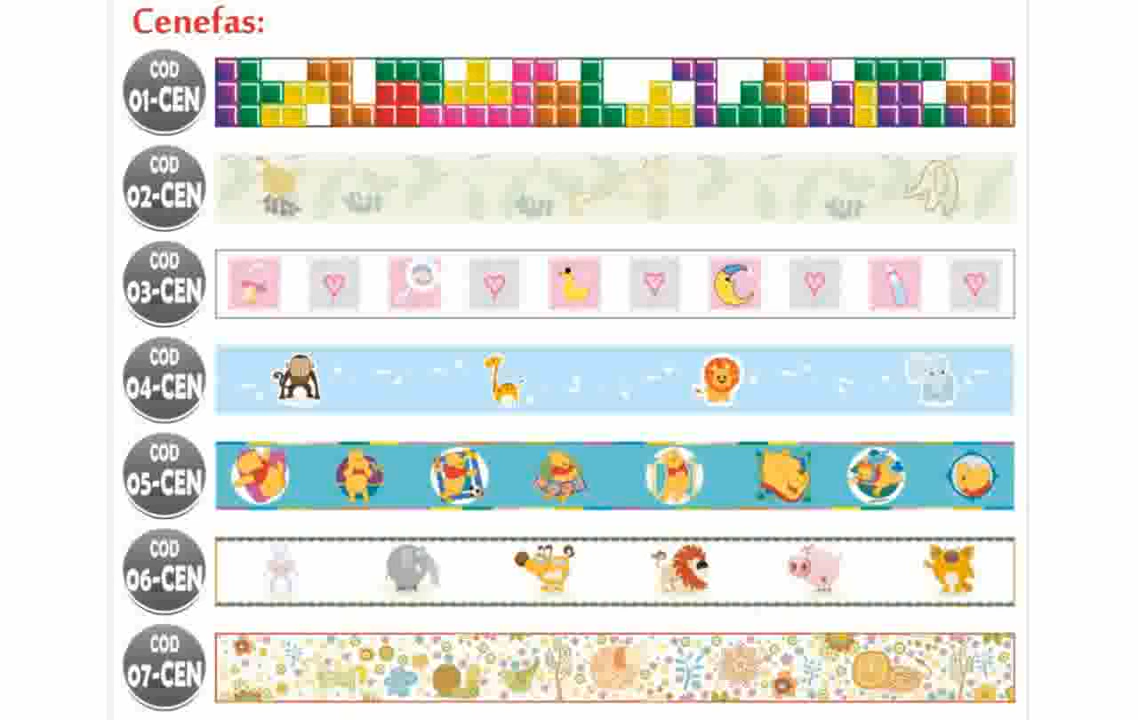 Cenefas:
COD
01-CEN
COD
02-CEN
COD
03-CEN
COD
04-CEN
COD
05-CEN
COD
06-CEN
COD
07-CEN